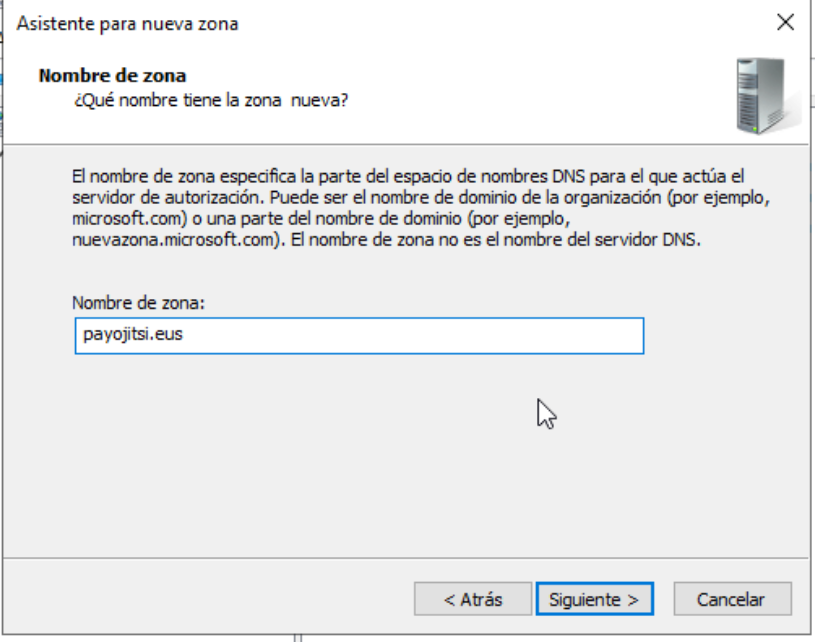 Asistente para nueva zona
Nombre de zona
¿Qué nombre tiene la zona nueva?
El nombre de zona especifica la parte del espacio de nombres DNS para el que actúa el
servidor de autorización. Puede ser el nombre de dominio de la organización (por ejemplo,
microsoft.com) o una parte del nombre de dominio (por ejemplo,
nuevazona.microsoft.com). El nombre de zona no es el nombre del servidor DNS.
Nombre de zona:
payojitsi.eus
< Atrás
Siguiente >
Cancelar